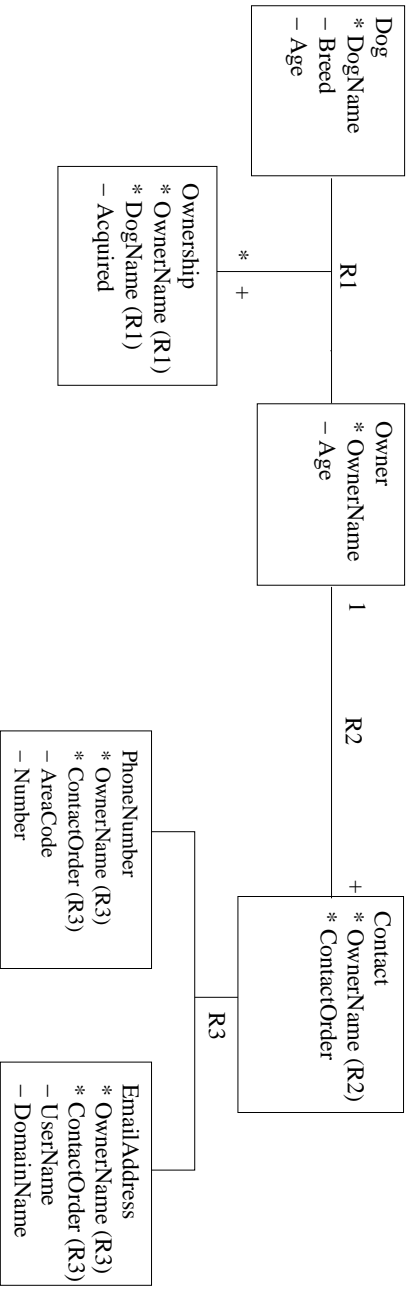 Dog
* DogName
– Breed
– Age
R1
Owner
* OwnerName
– Age
1
R2
+
Contact
* OwnerName (R2)
* ContactOrder
*
+
Ownership
* OwnerName (R1)
* DogName (R1)
– Acquired
R3
PhoneNumber
* OwnerName (R3)
* ContactOrder (R3)
– AreaCode
– Number
EmailAddress
* OwnerName (R3)
* ContactOrder (R3)
– UserName
– DomainName